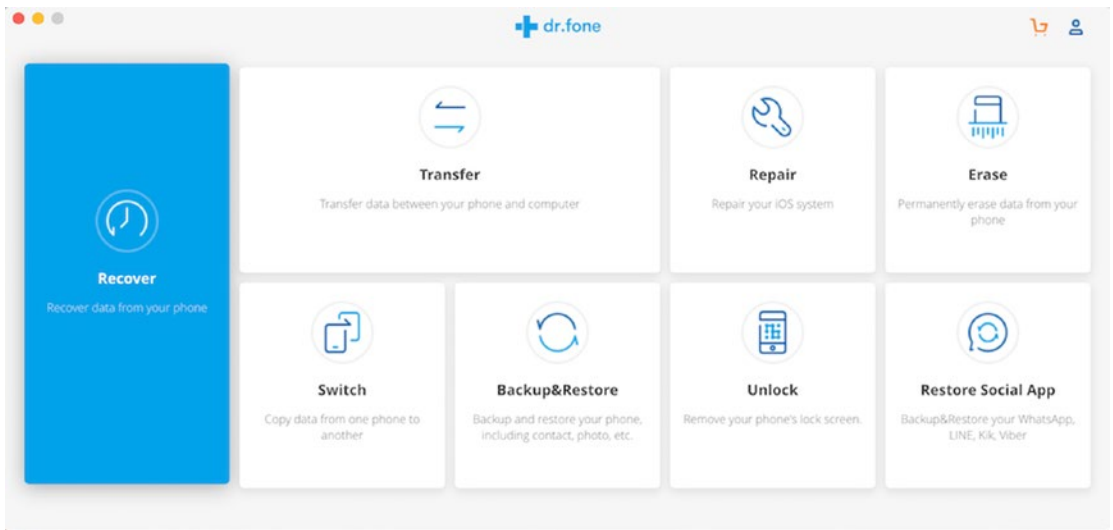 dr.fone
Recover
Recover data from your phone
Transfer
Transfer data between your phone and computer
Repair
Repair your iOS system
Erase
Permanently erase data from your
phone
Switch
Copy data from one phone to
another
Backup&Restore
Backup and restore your phone,
including contact, photo, etc.
Unlock
Remove your phone's lock screen.
Restore Social App
Backup&Restore your WhatsApp,
LINE, Kik, Viber